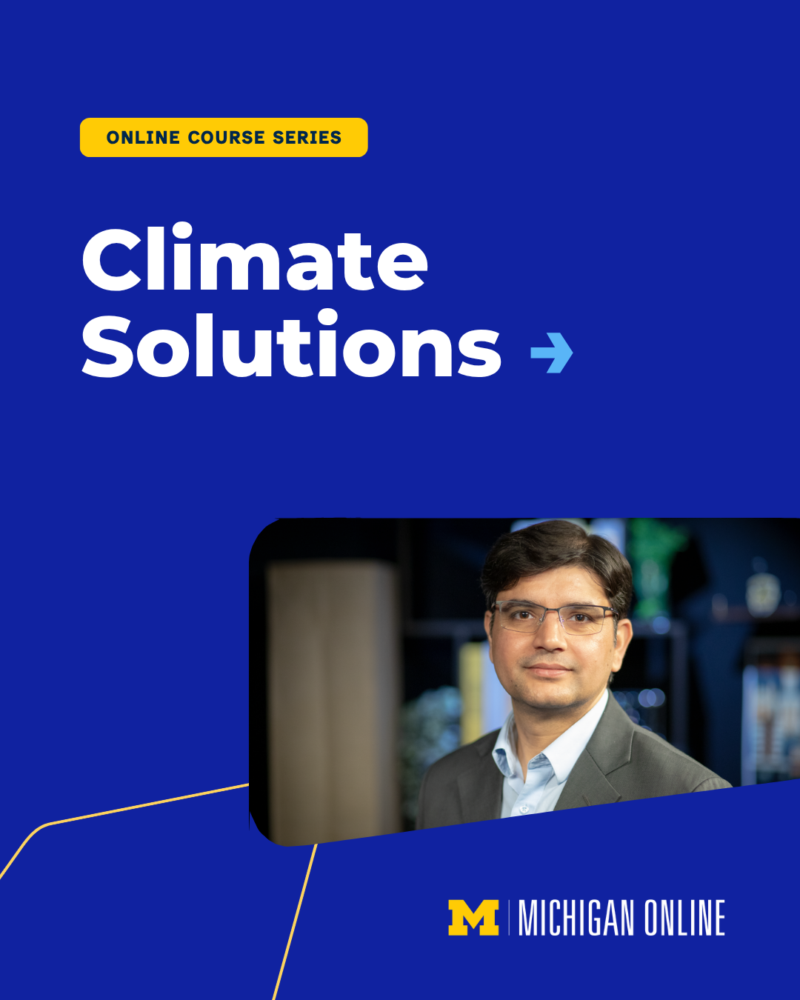 ONLINE COURSE SERIES
Climate
Solutions
M | MICHIGAN ONLINE